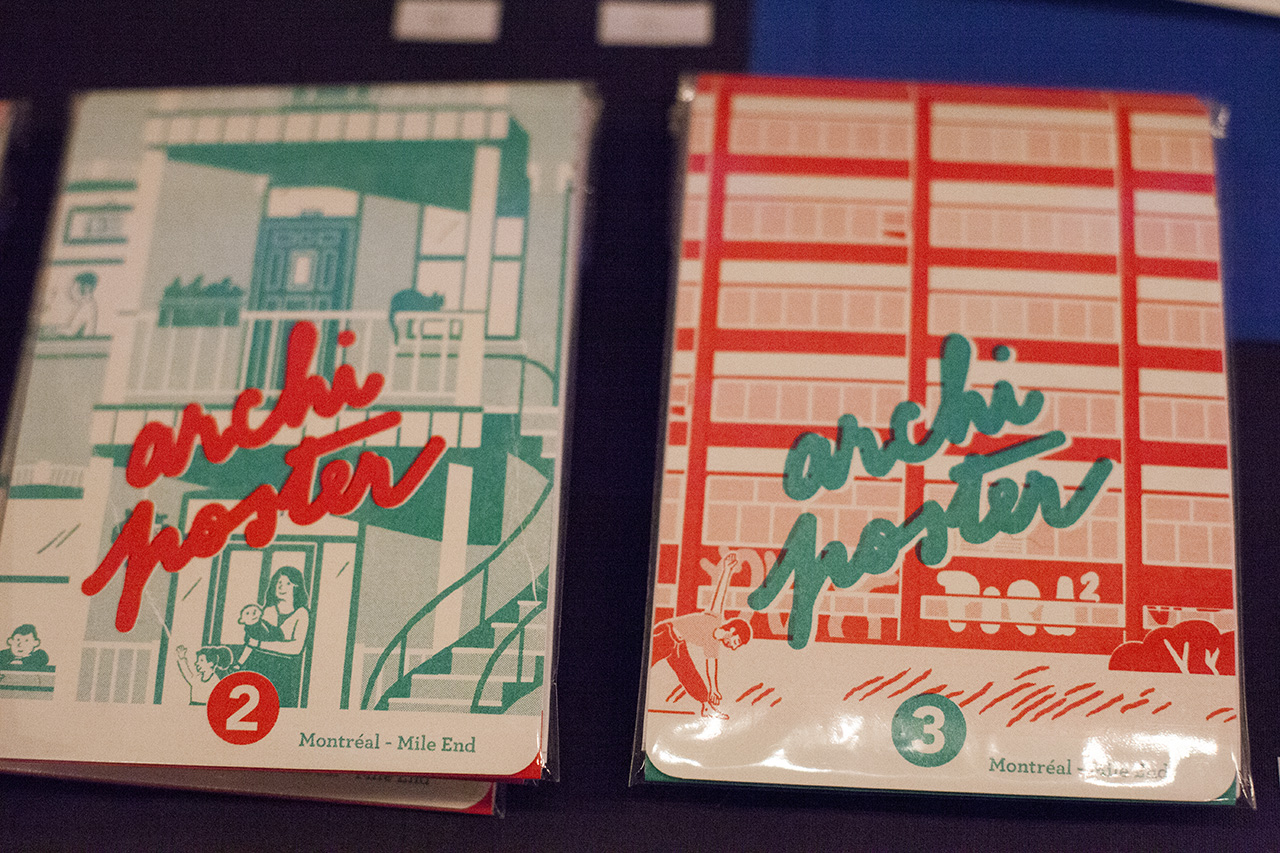 archi
poster
2
Montréal - Mile End
archi
poster
3
Montréal - Mile End